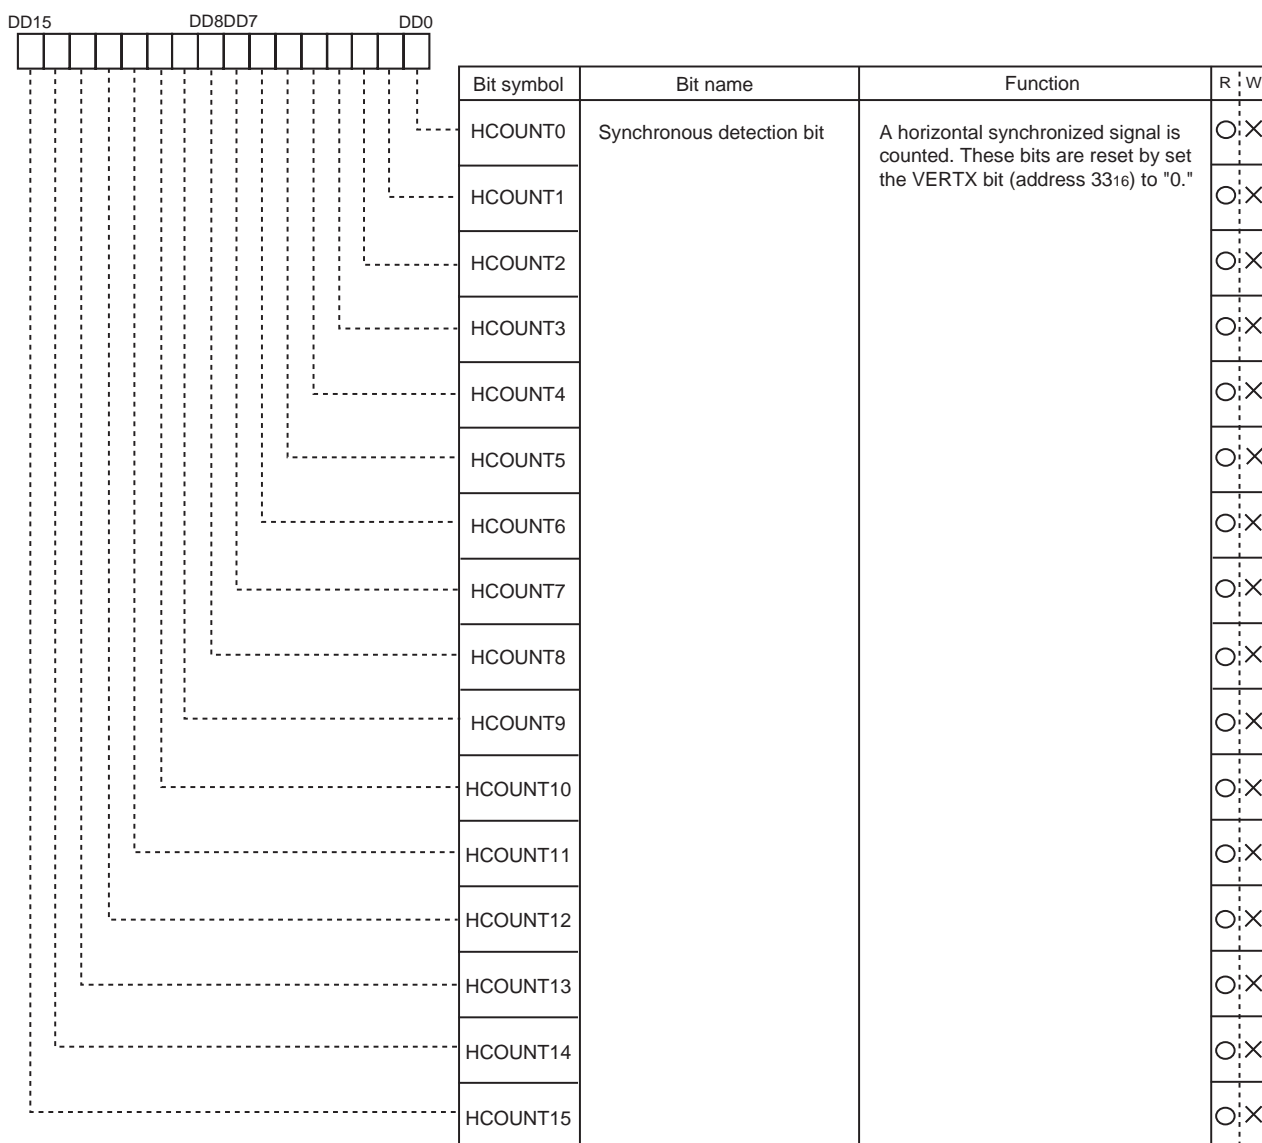 DD15 DD8DD7 DD0
Bit symbol Bit name Function R W
HCOUNT0 Synchronous detection bit A horizontal synchronized signal is
counted. These bits are reset by set
the VERTX bit (address 3316) to "0."
HCOUNT1
HCOUNT2
HCOUNT3
HCOUNT4
HCOUNT5
HCOUNT6
HCOUNT7
HCOUNT8
HCOUNT9
HCOUNT10
HCOUNT11
HCOUNT12
HCOUNT13
HCOUNT14
HCOUNT15